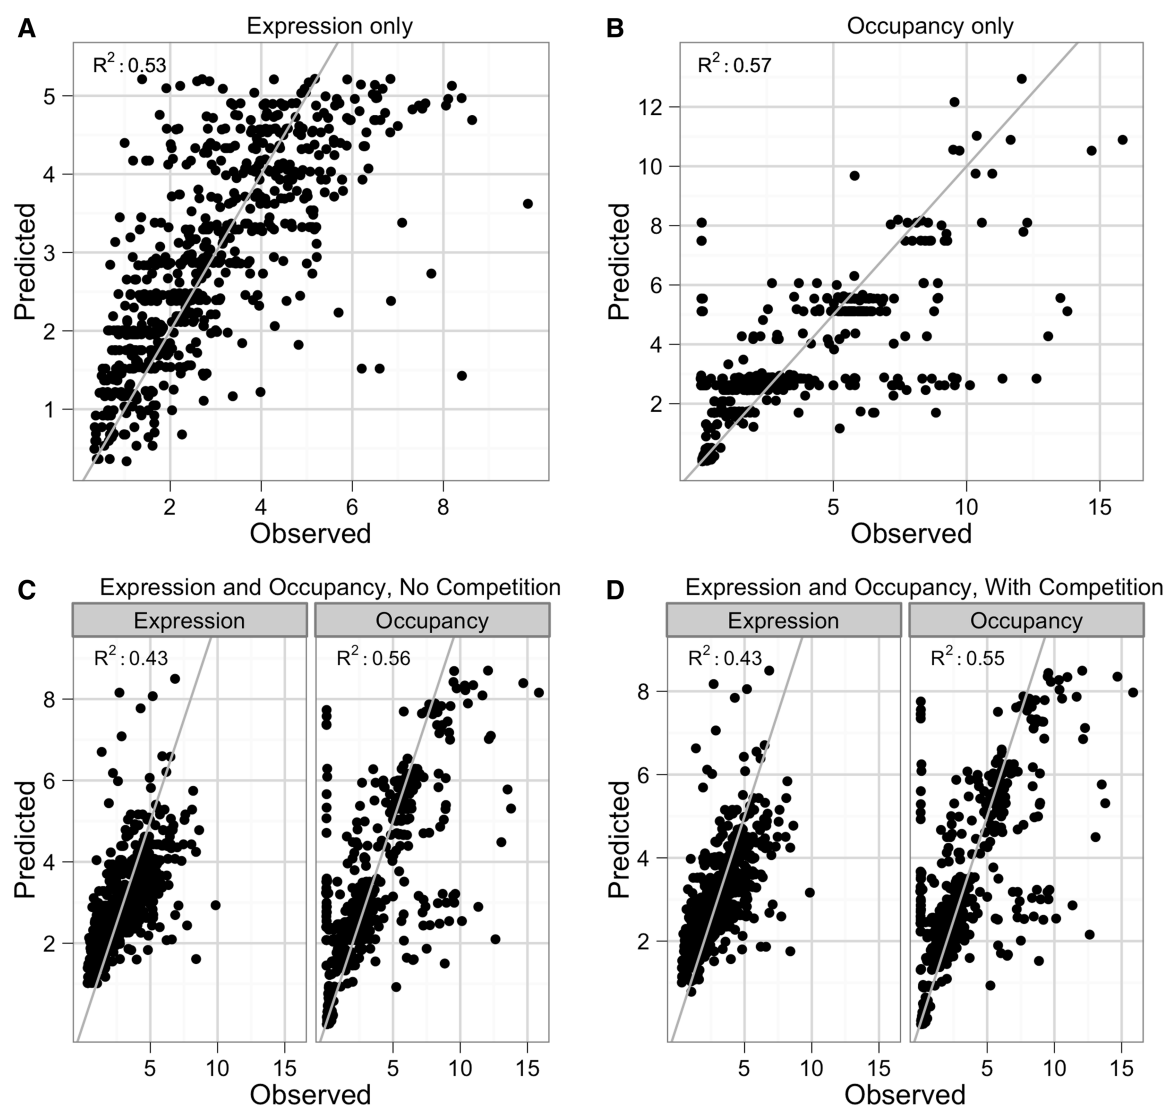 A
Expression only
R²: 0.53
5
4
3
2
1
Predicted
2
4
6
8
Observed
B
Occupancy only
R²: 0.57
12
10
8
6
4
2
Predicted
5
10
15
Observed
C
Expression and Occupancy, No Competition
Expression
Occupancy
R²: 0.43
R²: 0.56
8
6
4
2
Predicted
5
10
15
5
10
15
Observed
D
Expression and Occupancy, With Competition
Expression
Occupancy
R²: 0.43
R²: 0.55
8
6
4
2
Predicted
5
10
15
5
10
15
Observed